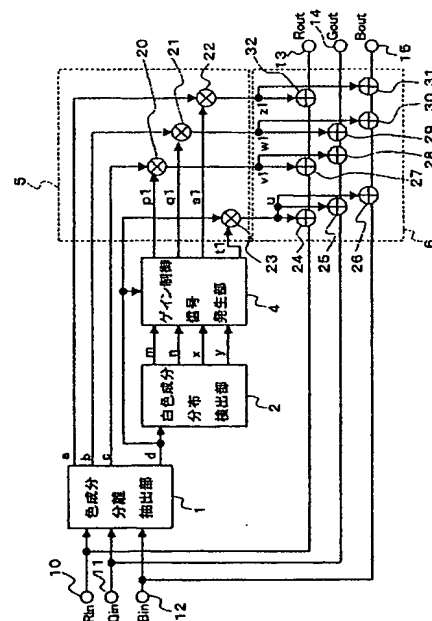 10
Rin
11
Qin
Bin
12
色成分
分離
抽出部
1
a
b
c
d
白色成分
分布
検出部
2
m
n
x
y
ゲイン制御
信号
発生部
4
5
p1
q1
s1
t1
20
21
22
23
u
v1
w1
z1
24
25
26
27
28
29
30
31
32
6
13
Rout
14
Gout
Bout
15